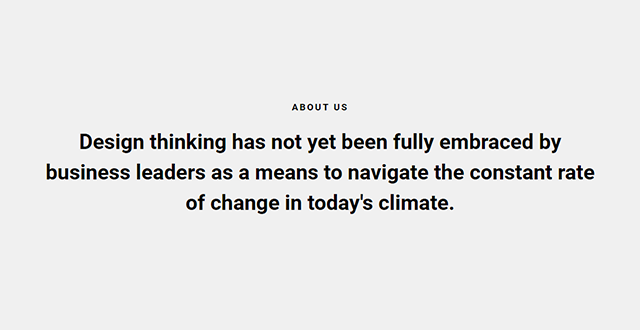 ABOUT US
Design thinking has not yet been fully embraced by
business leaders as a means to navigate the constant rate
of change in today's climate.